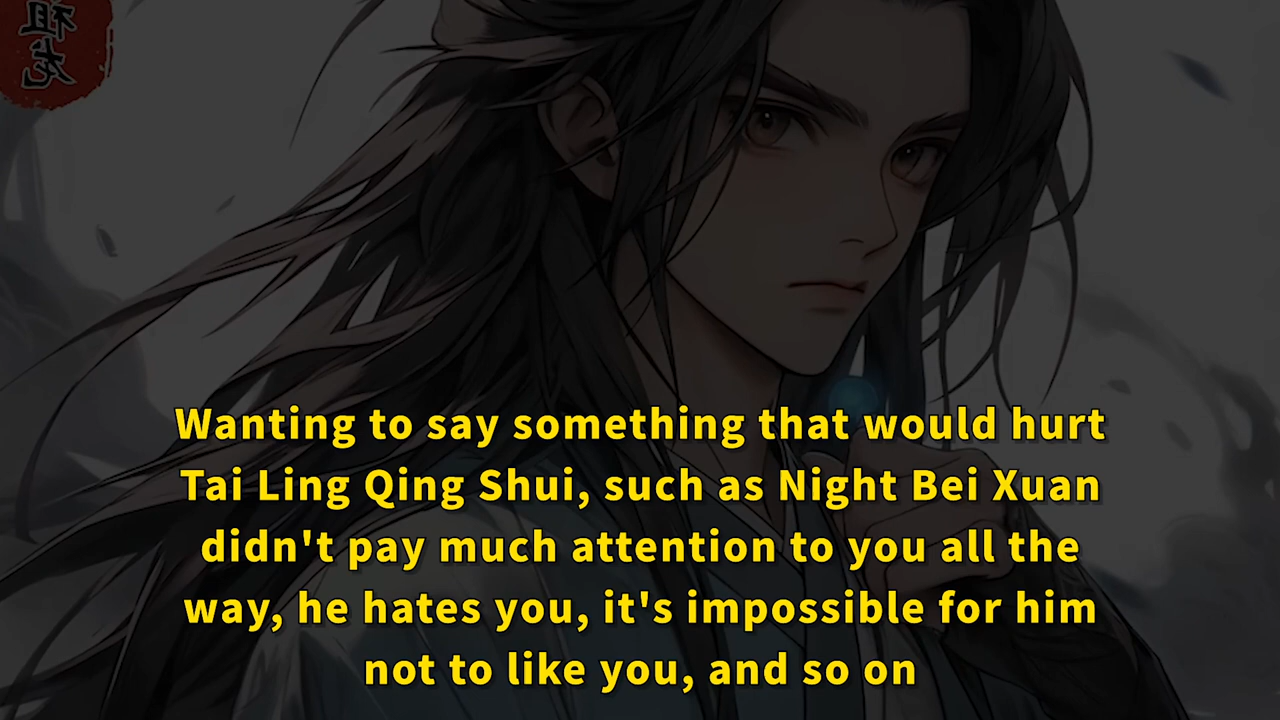 祖龙
Wanting to say something that would hurt
Tai Ling Qing Shui, such as Night Bei Xuan
didn't pay much attention to you all the
way, he hates you, it's impossible for him
not to like you, and so on